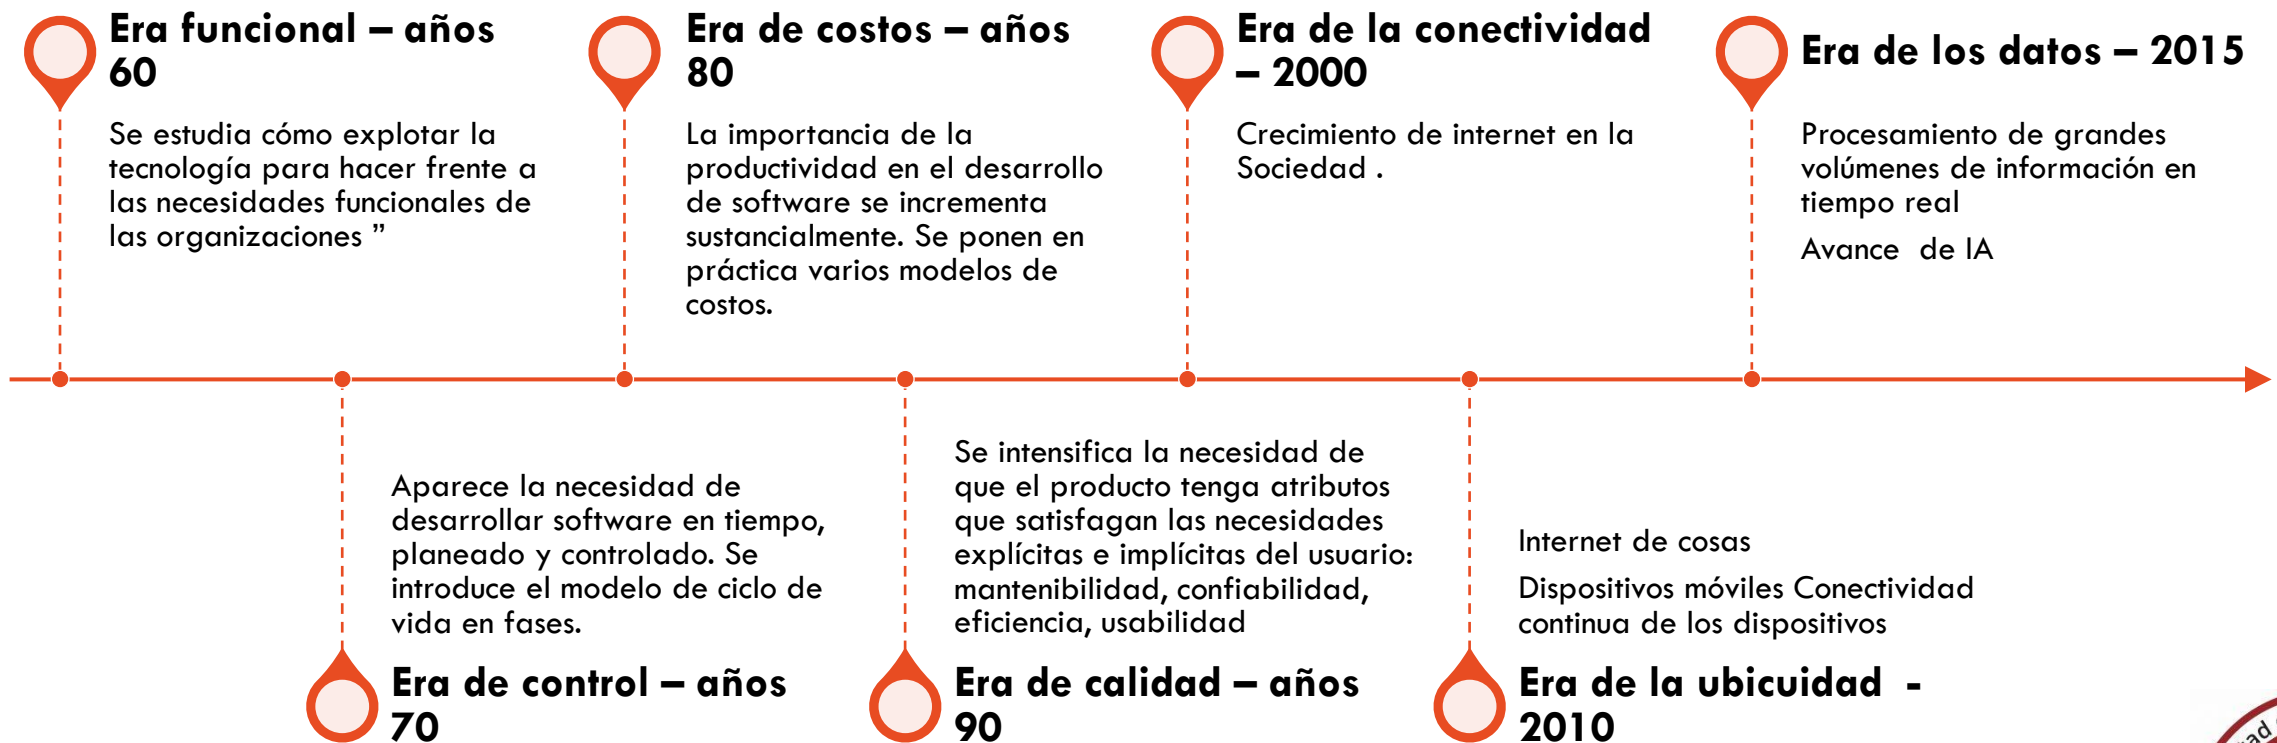 Era funcional – años
60
Se estudia cómo explotar la
tecnología para hacer frente a
las necesidades funcionales de
las organizaciones ”
Era de costos – años
80
La importancia de la
productividad en el desarrollo
de software se incrementa
sustancialmente. Se ponen en
práctica varios modelos de
costos.
Era de la conectividad
– 2000
Crecimiento de internet en la
Sociedad .
Era de los datos – 2015
Procesamiento de grandes
volúmenes de información en
tiempo real
Avance  de IA
Aparece la necesidad de
desarrollar software en tiempo,
planeado y controlado. Se
introduce el modelo de ciclo de
vida en fases.
Era de control – años
70
Se intensifica la necesidad de
que el producto tenga atributos
que satisfagan las necesidades
explícitas e implícitas del usuario:
mantenibilidad, confiabilidad,
eficiencia, usabilidad
Era de calidad – años
90
Internet de cosas
Dispositivos móviles Conectividad
continua de los dispositivos
Era de la ubicuidad  -
2010